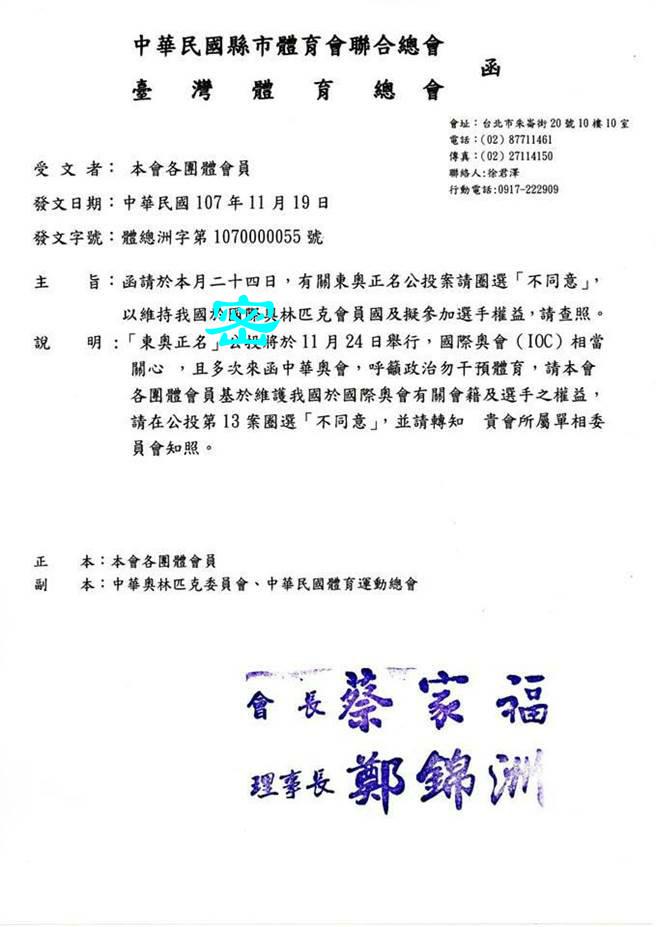 中華民國縣市體育會聯合總會
臺灣體育總會
函
會址：台北市朱崙街20號10樓10室
電話：(02) 87711461
傳真：(02) 27114150
聯絡人:徐君澤
行動電話:0917-222909
受文者： 本會各團體會員
發文日期：中華民國 107 年 11 月 19 日
發文字號：體總洲字第 1070000055 號
主　旨：函請於本月二十四日，有關東奧正名公投案請圈選「不同意」，
以維持我國於國際奧林匹克會員國及擬參加選手權益，請查照。
密
說　明：「東奧正名」公投將於 11 月 24 日舉行，國際奧會（IOC）相當
關心 ，且多次來函中華奧會，呼籲政治勿干預體育，請本會
各團體會員基於維護我國於國際奧會有關會籍及選手之權益，
請在公投第 13 案圈選「不同意」，並請轉知　貴會所屬單相委
員會知照。
正　本：本會各團體會員
副　本：中華奧林匹克委員會、中華民國體育運動總會
會長 蔡家福
理事長 鄭錦洲